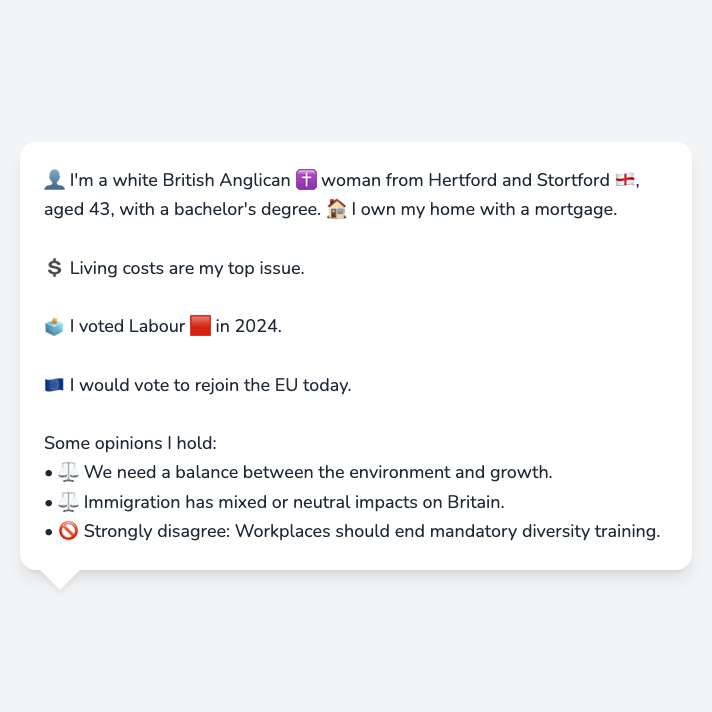 👤 I'm a white British Anglican ✝️ woman from Hertford and Stortford 🏴󠁧󠁢󠁥󠁮󠁧󠁿,
aged 43, with a bachelor's degree. 🏠 I own my home with a mortgage.
💲 Living costs are my top issue.
🗳️ I voted Labour 🟥 in 2024.
🇪🇺 I would vote to rejoin the EU today.
Some opinions I hold:
• ⚖️ We need a balance between the environment and growth.
• ⚖️ Immigration has mixed or neutral impacts on Britain.
• 🚫 Strongly disagree: Workplaces should end mandatory diversity training.